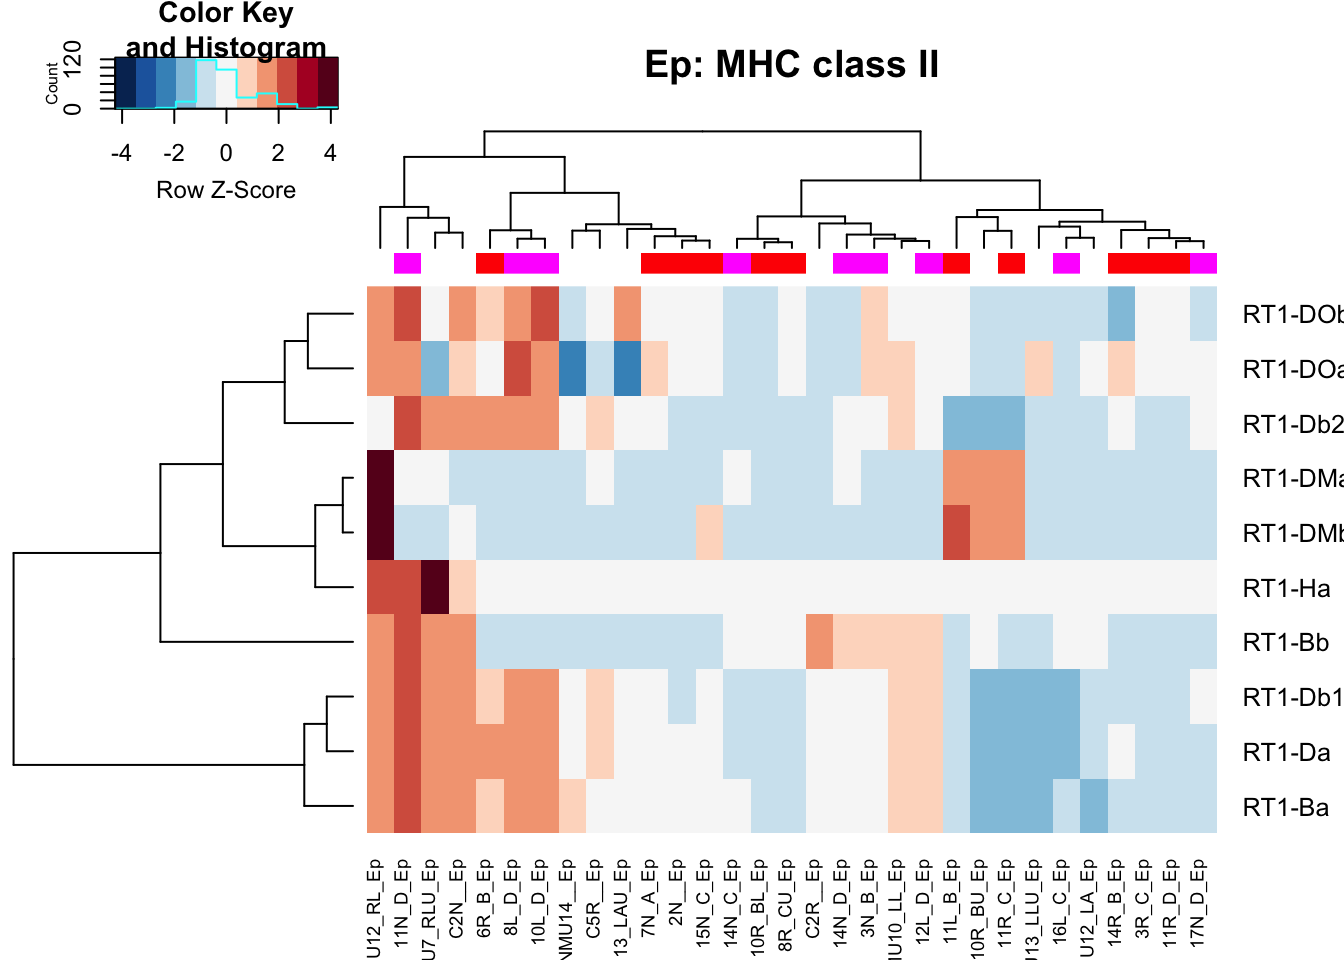 Color Key
and Histogram
Count
0 120
-4 -2 0 2 4
Row Z-Score
Ep: MHC class II
RT1-DOb
RT1-DOa
RT1-Db2
RT1-DMa
RT1-DMb
RT1-Ha
RT1-Bb
RT1-Db1
RT1-Da
RT1-Ba
U12_RL_Ep
11N_D_Ep
U7_RLU_Ep
C2N__Ep
6R_B_Ep
8L_D_Ep
10L_D_Ep
NMU14__Ep
C5R__Ep
13_LAU_Ep
7N_A_Ep
2N__Ep
15N_C_Ep
14N_C_Ep
10R_BL_Ep
8R_CU_Ep
C2R__Ep
14N_D_Ep
3N_B_Ep
IU10_LL_Ep
12L_D_Ep
11L_B_Ep
10R_BU_Ep
11R_C_Ep
J13_LLU_Ep
16L_C_Ep
U12_LA_Ep
14R_B_Ep
3R_C_Ep
11R_D_Ep
17N_D_Ep